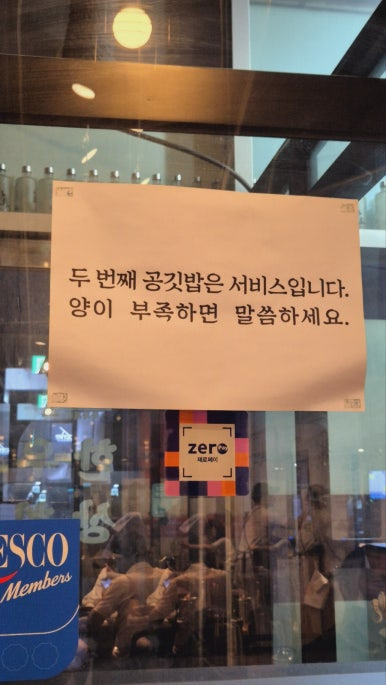 두 번째 공깃밥은 서비스입니다.
양이 부족하면 말씀하세요.
zero
제로페이
ESCO
Members